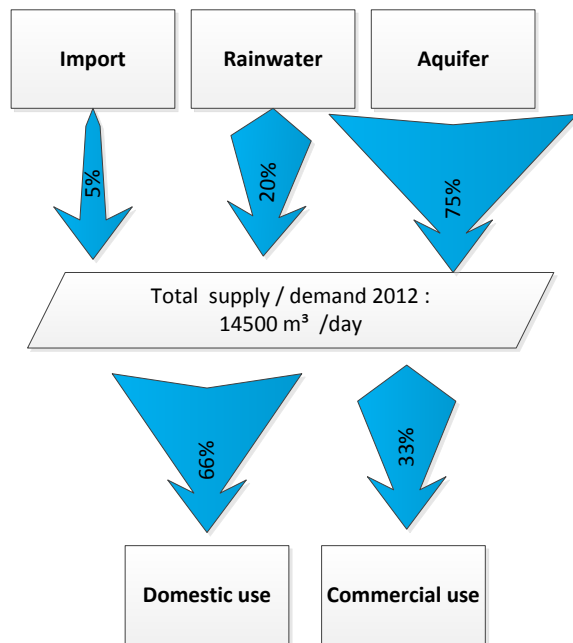 Import
Rainwater
Aquifer
5%
20%
75%
Total supply / demand 2012 :
14500 m³ /day
66%
33%
Domestic use
Commercial use